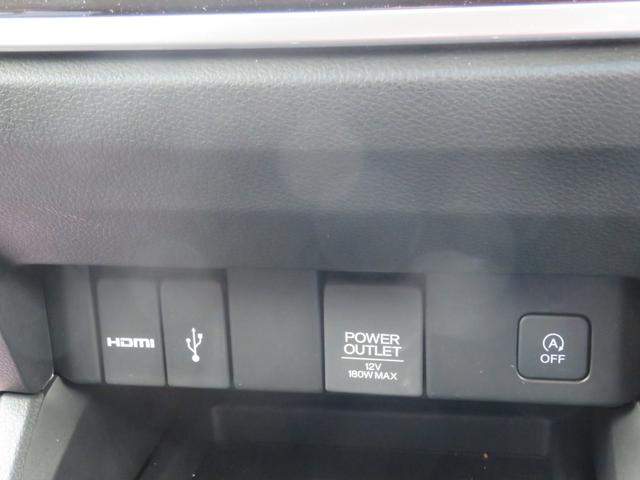 HDMI
POWER
OUTLET
12V
180W MAX
A
OFF